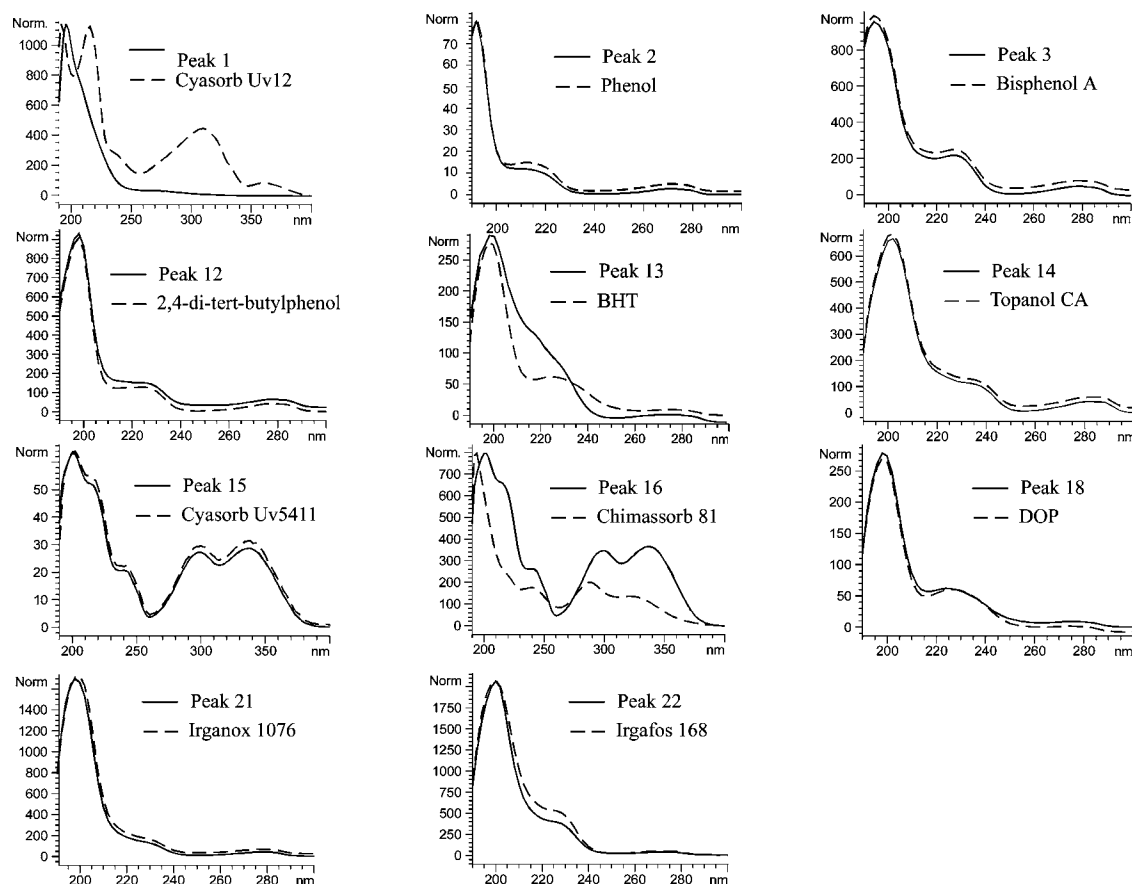 Norm.
1000
800
600
400
200
0
200
250
300
350
nm
Peak 1
Cyasorb Uv12
Norm.
70
60
50
40
30
20
10
0
200
220
240
260
280
nm
Peak 2
Phenol
Norm
800
600
400
200
0
200
220
240
260
280
nm
Peak 3
Bisphenol A
Norm
900
800
700
600
500
400
300
200
100
0
200
220
240
260
280
nm
Peak 12
2,4-di-tert-butylphenol
Norm
250
200
150
100
50
0
200
225
240
260
280
nm
Peak 13
BHT
Norm
600
500
400
300
200
100
0
200
220
240
260
280
nm
Peak 14
Topanol CA
Norm
50
40
30
20
10
0
200
250
300
350
nm
Peak 15
Cyasorb Uv5411
Norm
700
600
500
400
300
200
100
0
200
250
300
350
nm
Peak 16
Chimassorb 81
Norm
250
200
150
100
50
0
200
220
240
260
280
nm
Peak 18
DOP
Norm
1400
1200
1000
800
600
400
200
0
200
220
240
260
280
nm
Peak 21
Irganox 1076
Norm
1750
1500
1250
1000
750
500
250
0
200
220
240
260
280
nm
Peak 22
Irgafos 168